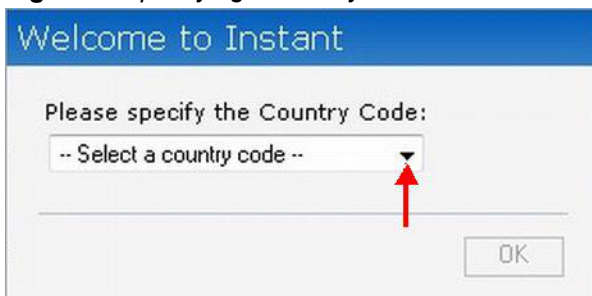 Welcome to Instant
Please specify the Country Code:
-- Select a country code --
OK